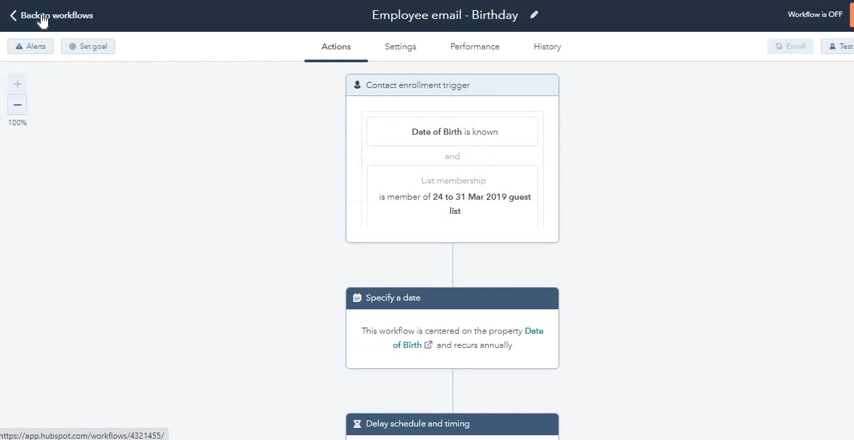 Back to workflows
Employee email - Birthday
Workflow is OFF
Alerts
Set goal
Actions
Settings
Performance
History
Enroll
Test
100%
Contact enrollment trigger
Date of Birth is known
and
List membership
is member of 24 to 31 Mar 2019 guest
list
Specify a date
This workflow is centered on the property Date
of Birth and recurs annually
Delay schedule and timing
https://app.hubspot.com/workflows/4321455/